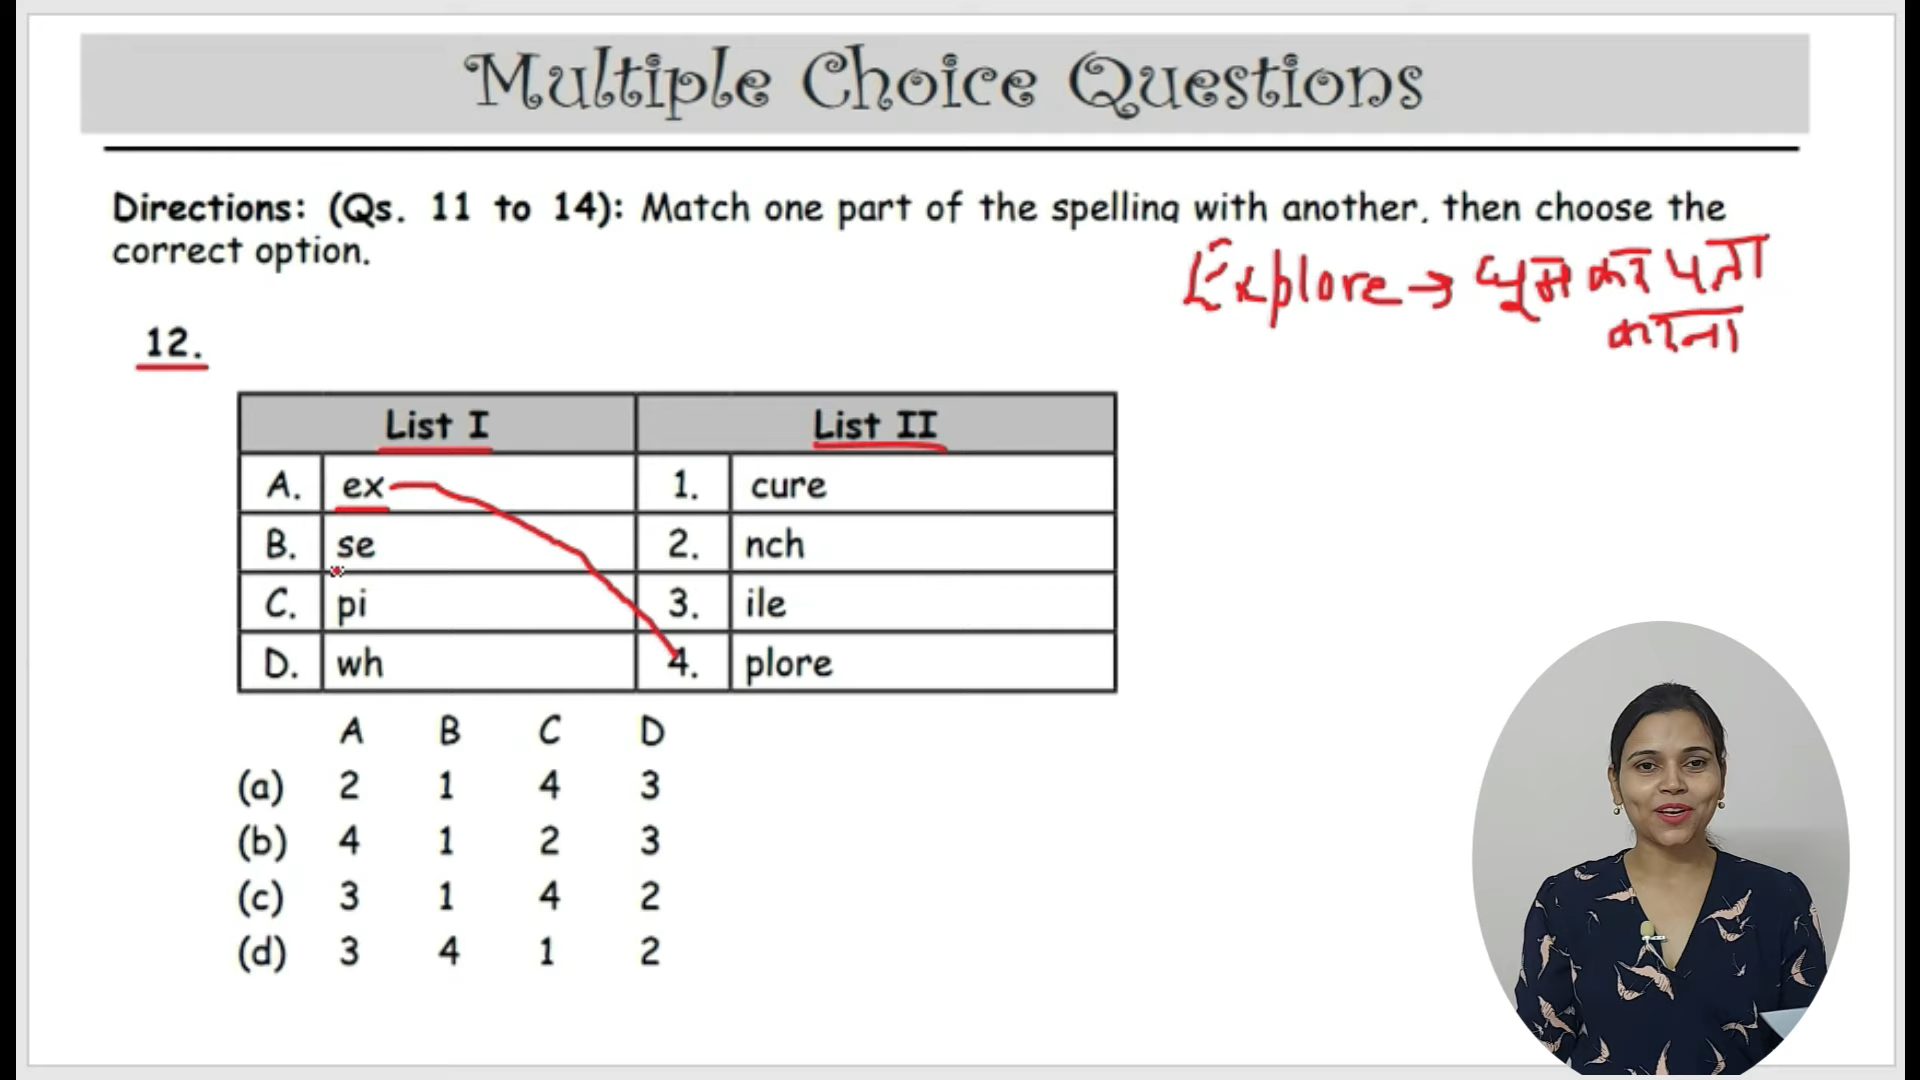 Multiple Choice Questions
Directions: (Qs. 11 to 14): Match one part of the spelling with another, then choose the
correct option.
Explore → घूम कर पता
करना
12.
List I List II
A. ex 1. cure
B. se 2. nch
C. pi 3. ile
D. wh 4. plore
A B C D
(a) 2 1 4 3
(b) 4 1 2 3
(c) 3 1 4 2
(d) 3 4 1 2